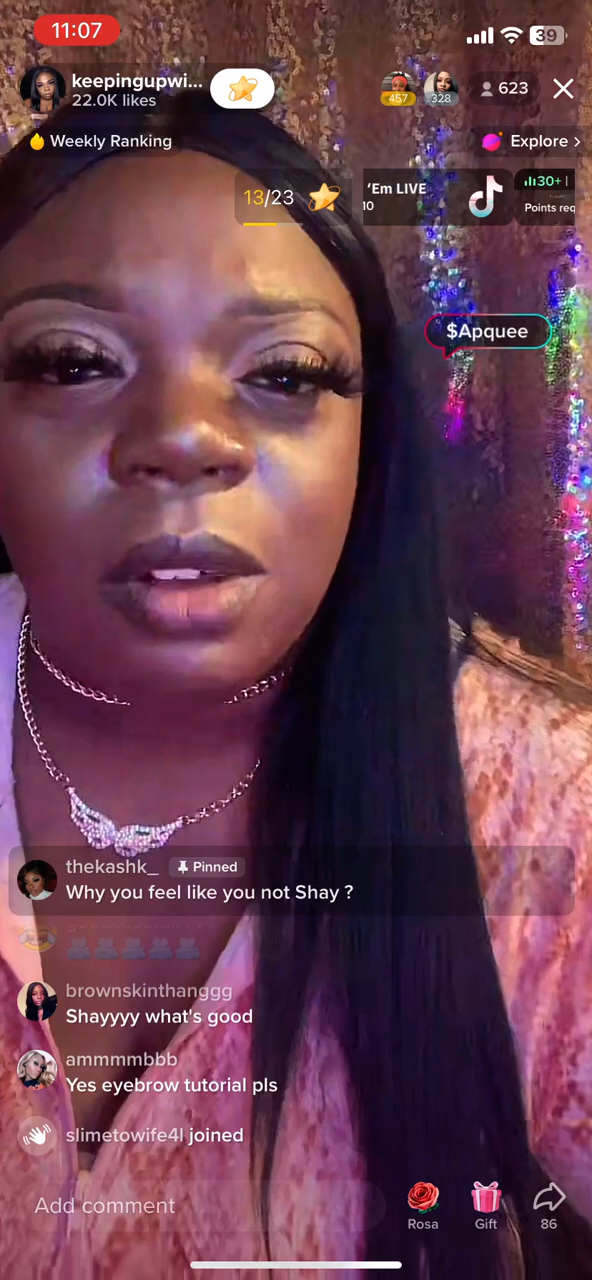 11:07
39
keepingupwi...
22.0K likes
457
328
623
Weekly Ranking
Explore >
13/23
'Em LIVE
10
30+ |
Points req
$Apquee
thekashk_
Pinned
Why you feel like you not Shay ?
brownskinthanggg
Shayyyy what's good
ammmmbbb
Yes eyebrow tutorial pls
slimetowife4l joined
Add comment
Rosa
Gift
86